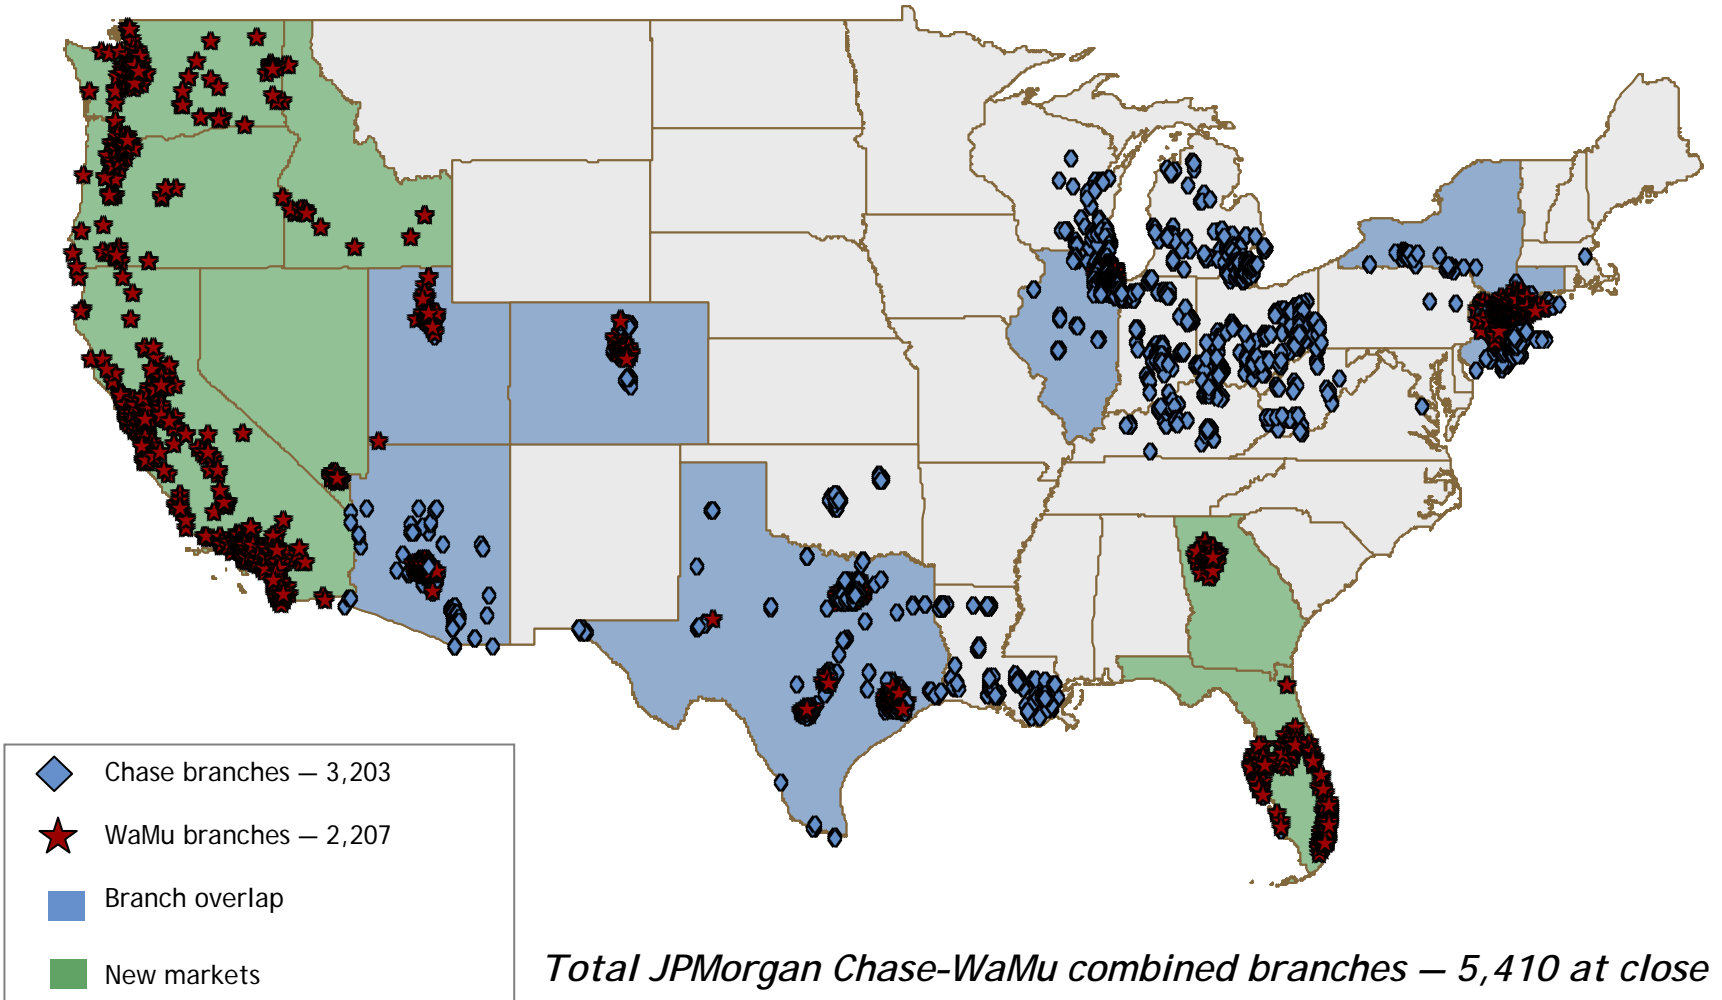 Chase branches — 3,203
WaMu branches — 2,207
Branch overlap
New markets
Total JPMorgan Chase-WaMu combined branches — 5,410 at close